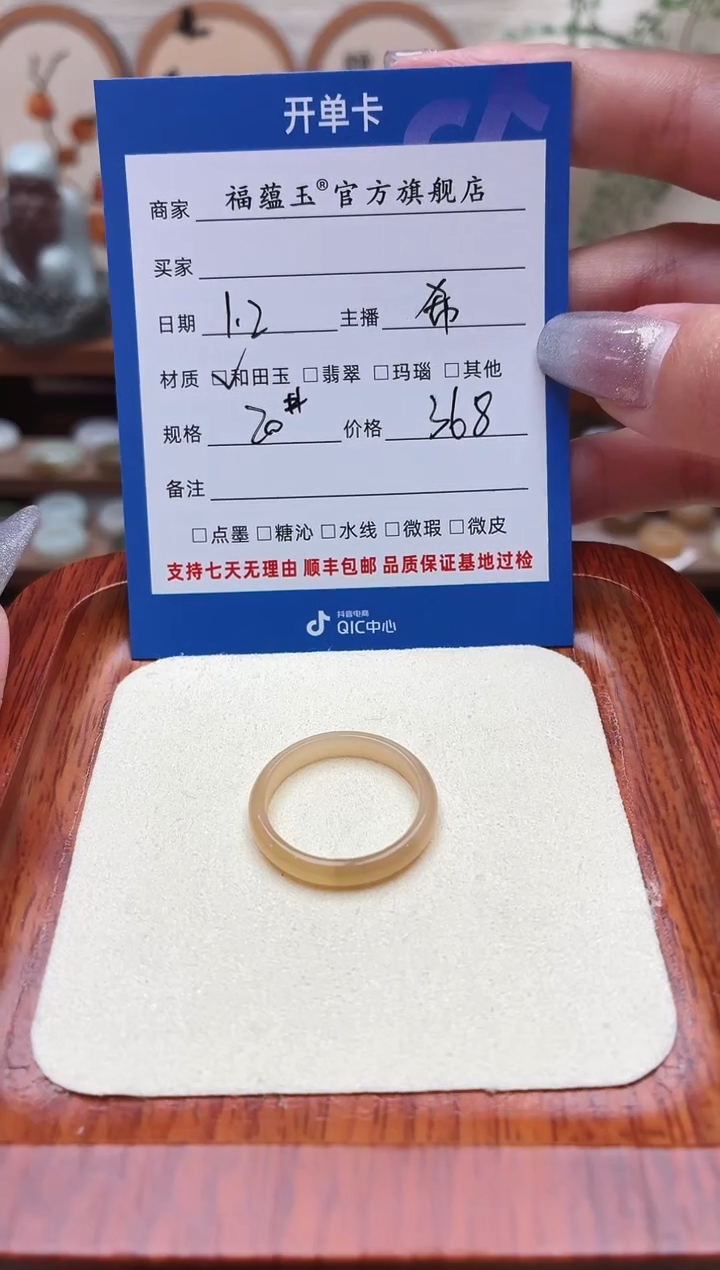 开单卡
商家 福蕴玉®官方旗舰店
买家
日期 1.2 主播 希
材质 ☑和田玉 □翡翠 □玛瑙 □其他
规格 20# 价格 368
备注
□点墨 □糖沁 □水线 □微瑕 □微皮
支持七天无理由 顺丰包邮 品质保证基地过检
抖音电商
QIC中心